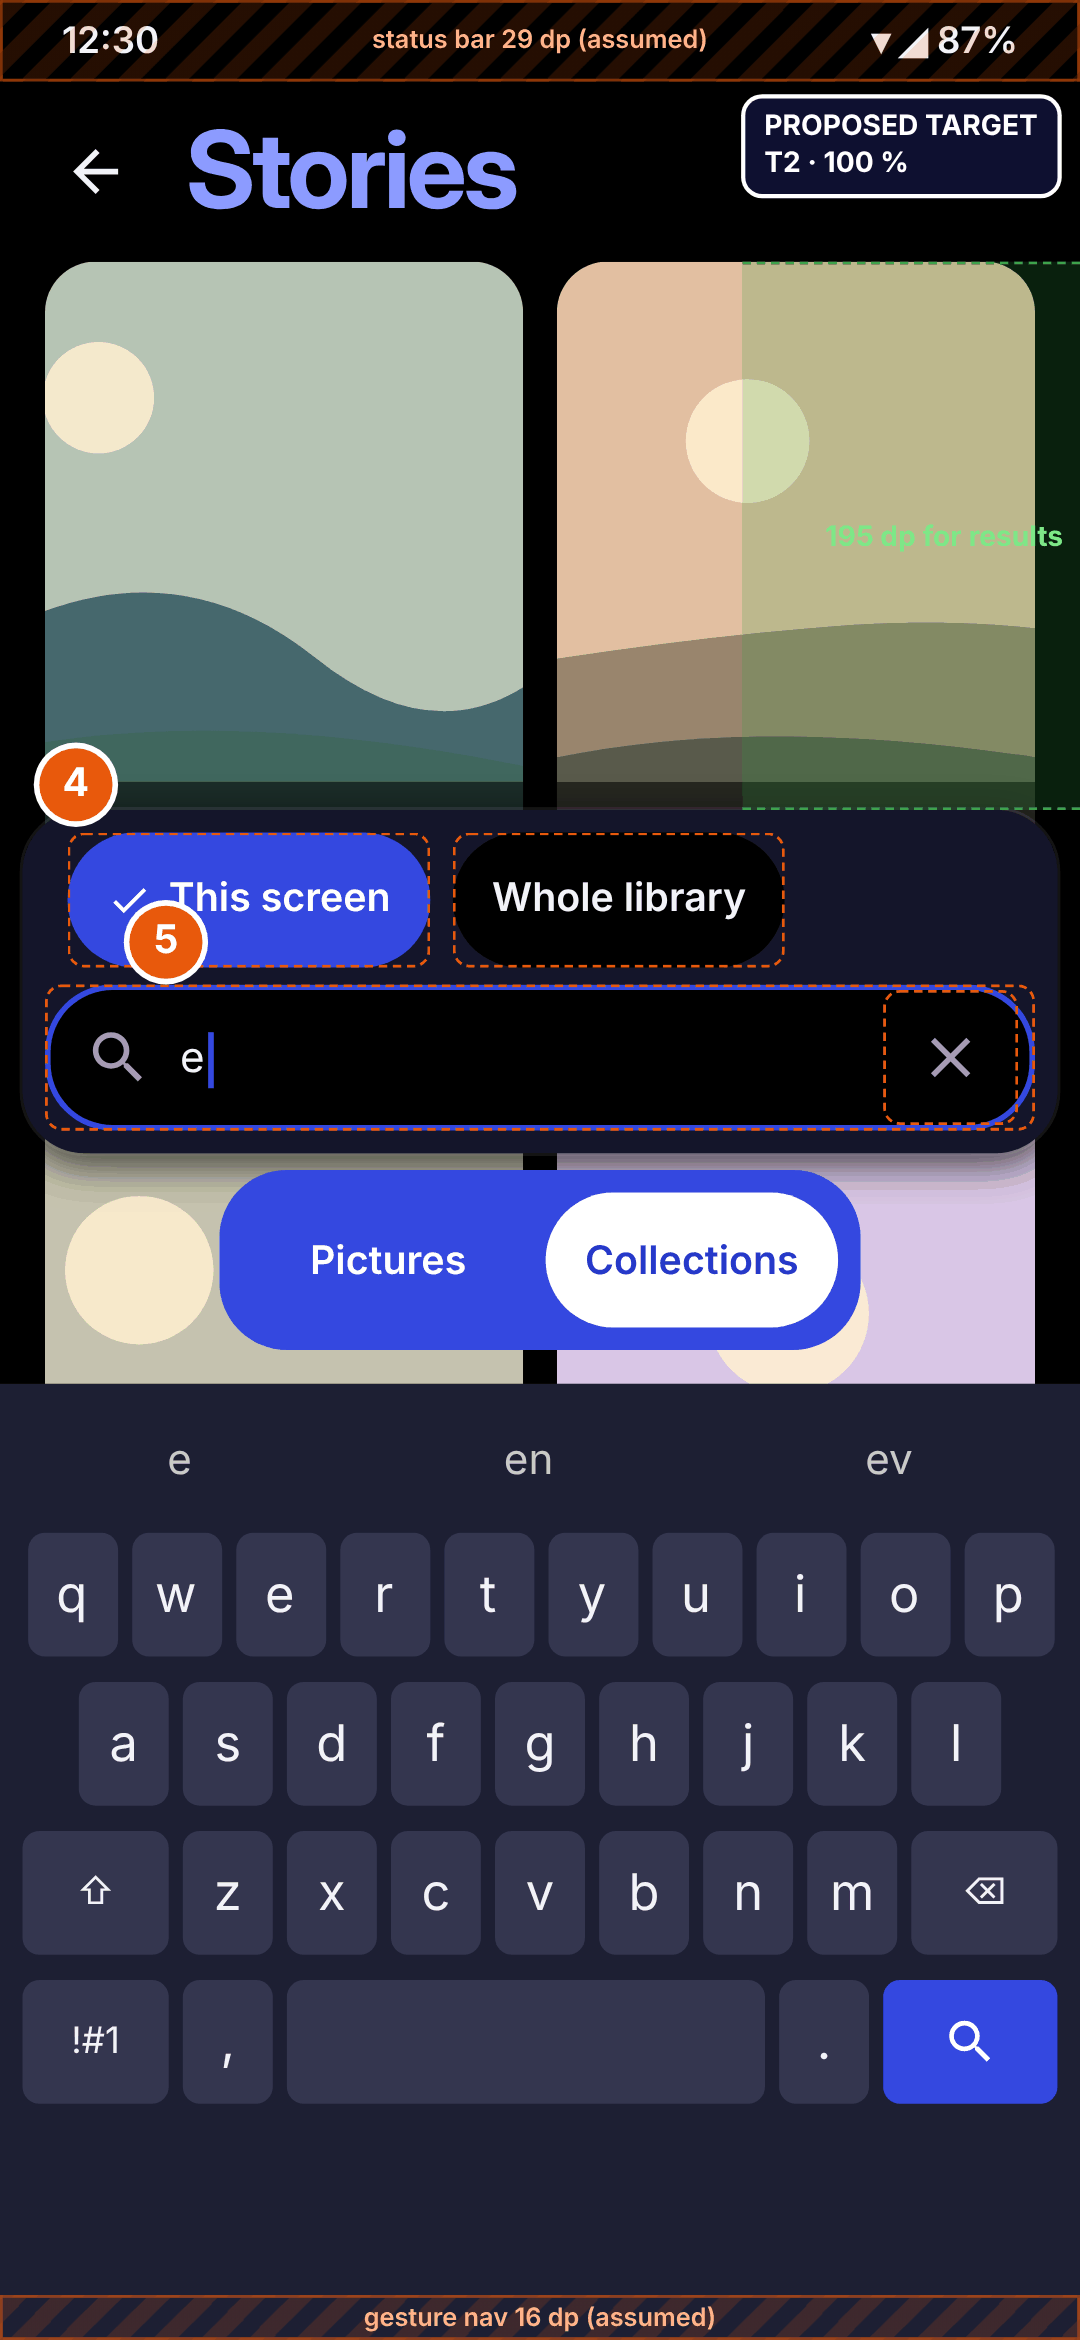 12:30
status bar 29 dp (assumed)
87%
PROPOSED TARGET
T2 · 100 %
Stories
195 dp for results
4
This screen
Whole library
5
e
Pictures
Collections
e en ev
q w e r t y u i o p
a s d f g h j k l
z x c v b n m
!#1 , .
gesture nav 16 dp (assumed)